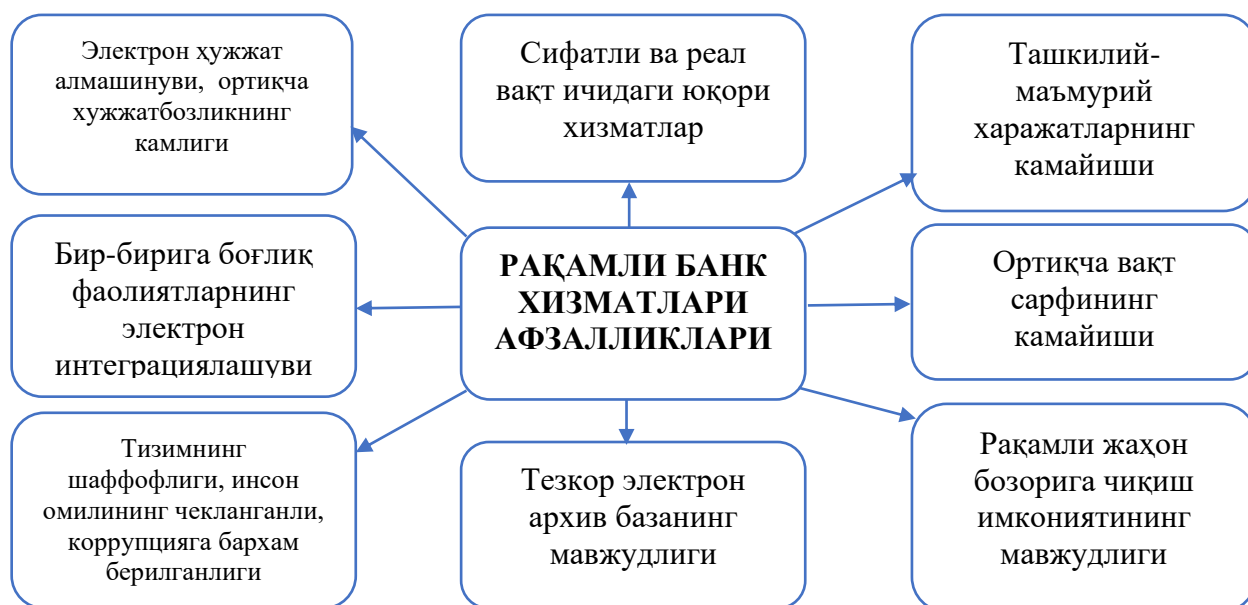 Электрон ҳужжат
алмашинуви, ортиқча
хужжатбозликнинг
камлиги
Сифатли ва реал
вақт ичидаги юқори
хизматлар
Ташкилий-
маъмурий
харажатларнинг
камайиши
Бир-бирига боғлиқ
фаолиятларнинг
электрон
интеграциялашуви
РАҚАМЛИ БАНК
ХИЗМАТЛАРИ
АФЗАЛЛИКЛАРИ
Ортиқча вақт
сарфининг
камайиши
Тизимнинг
шаффофлиги, инсон
омилининг чекланганли,
коррупцияга бархам
берилганлиги
Тезкор электрон
архив базанинг
мавжудлиги
Рақамли жаҳон
бозорига чиқиш
имкониятининг
мавжудлиги